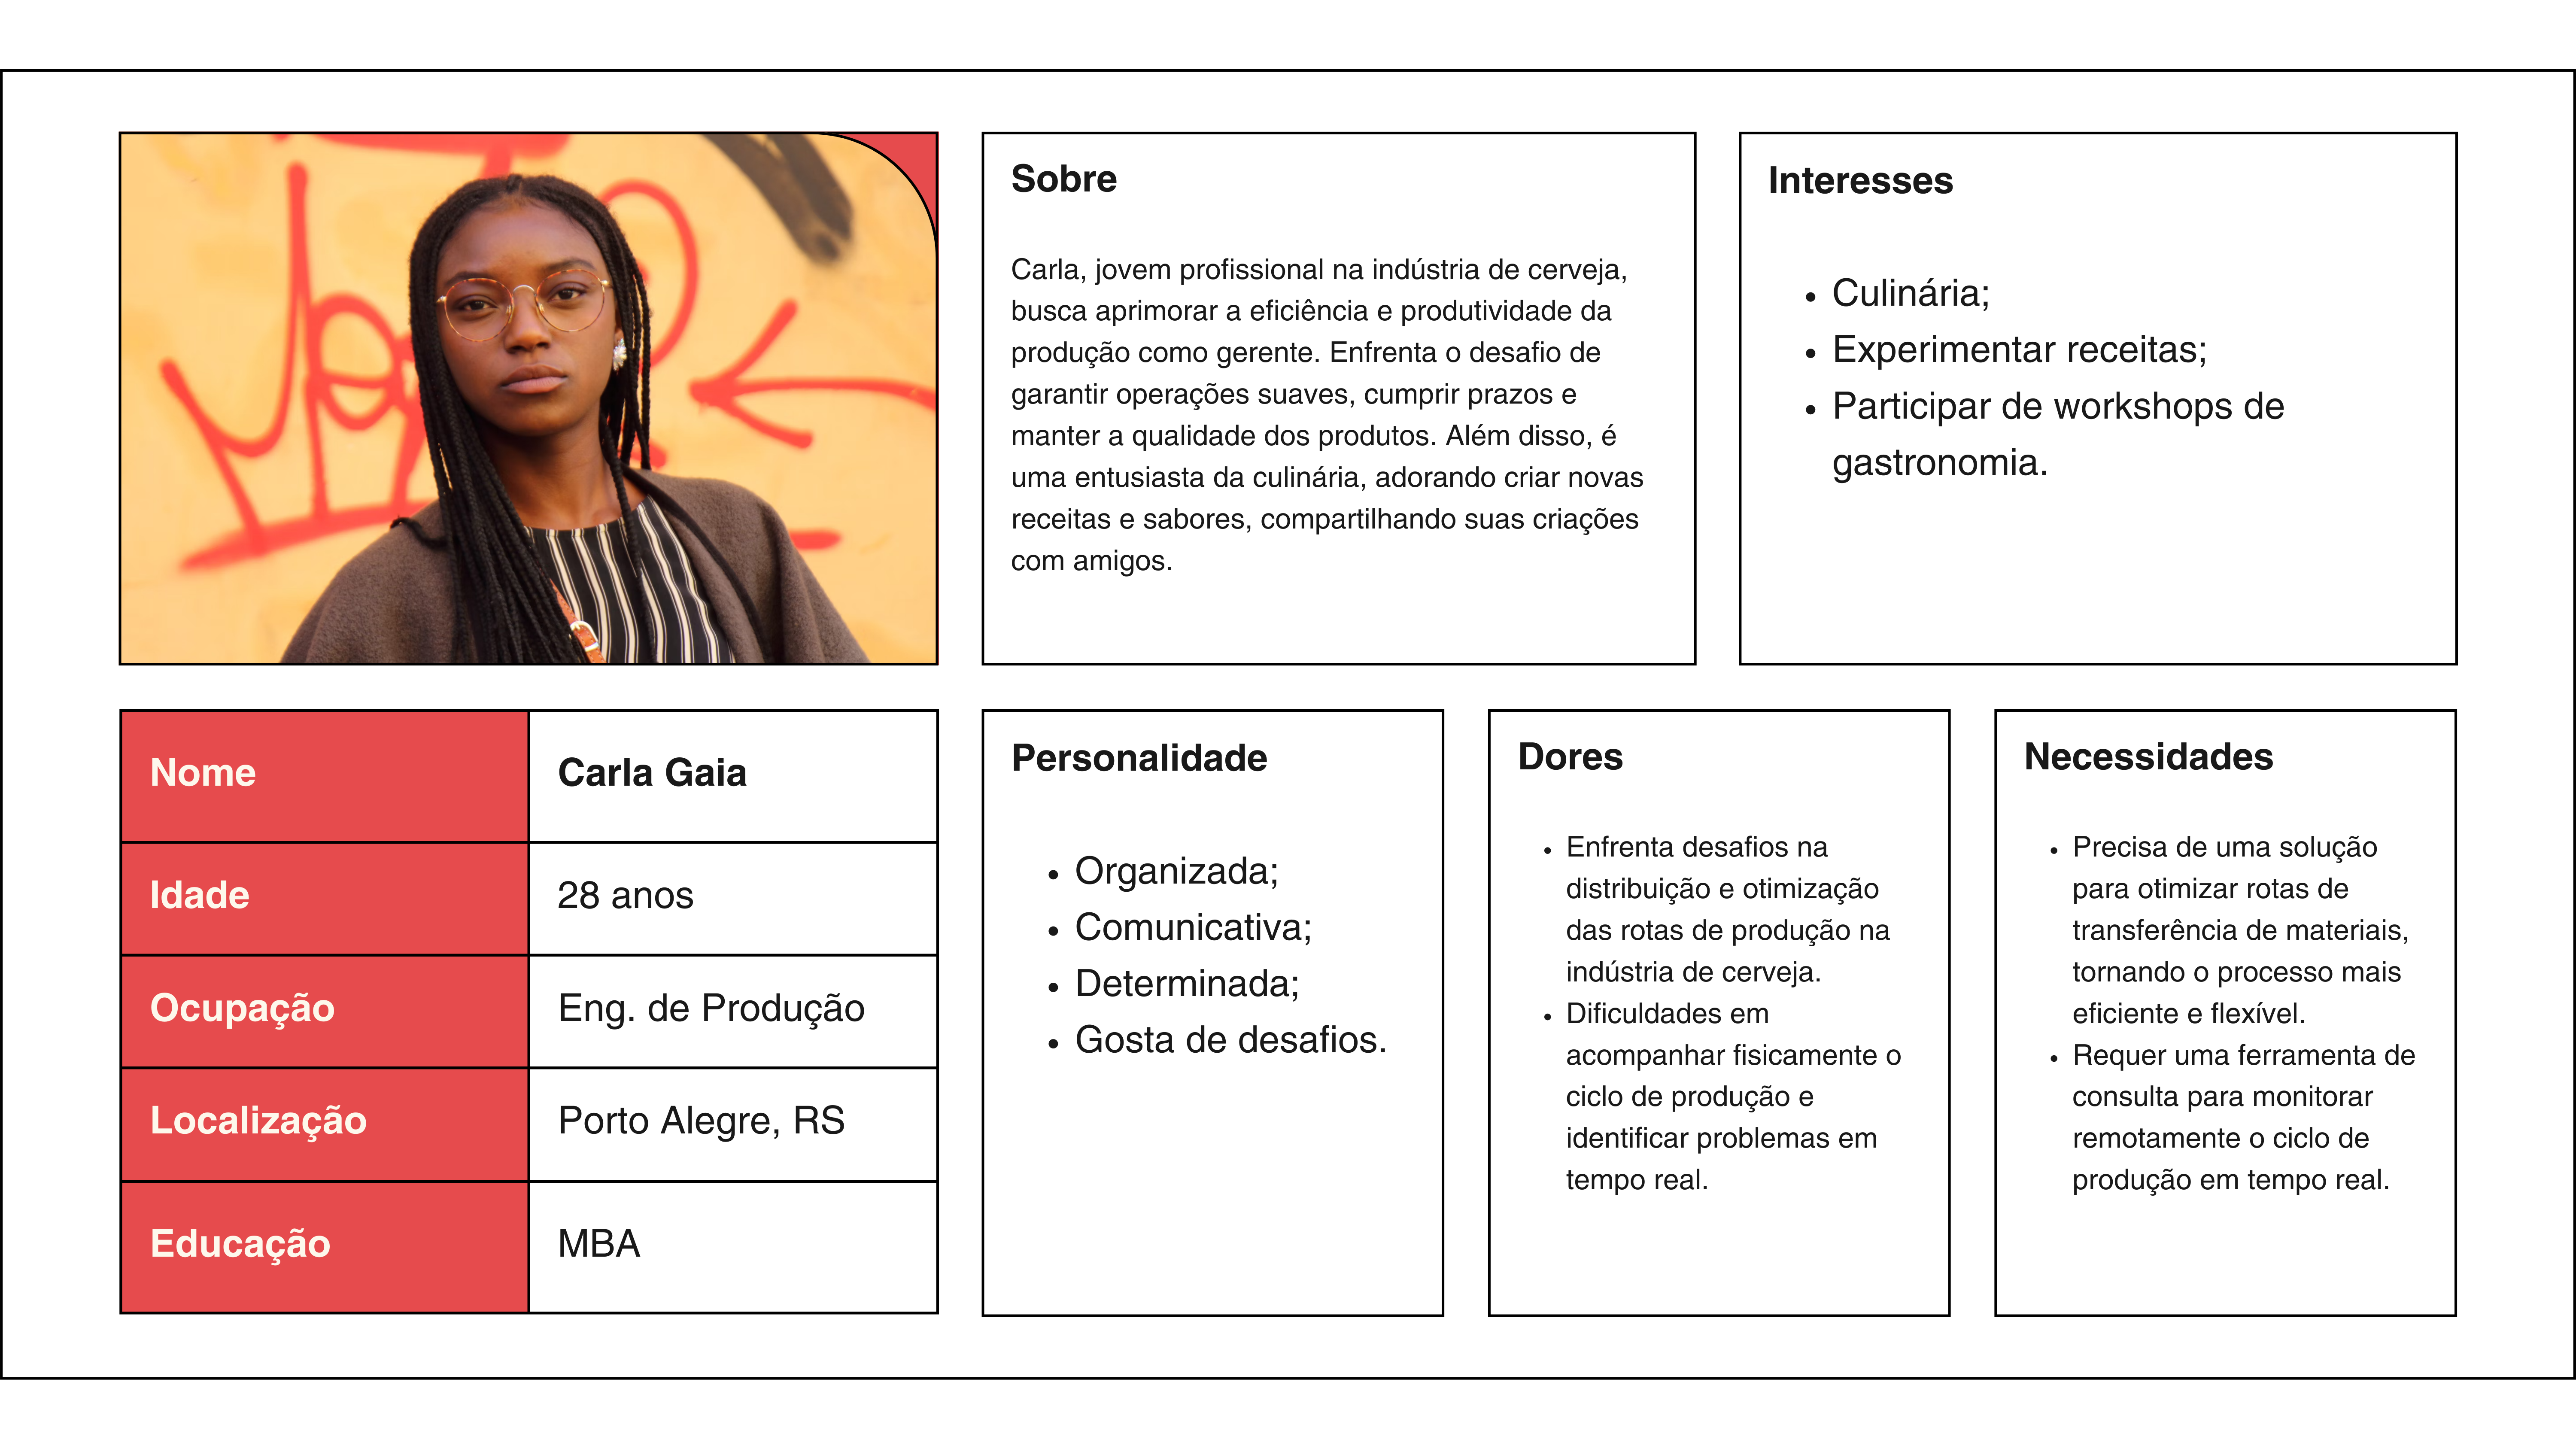 Sobre
Carla, jovem profissional na indústria de cerveja,
busca aprimorar a eficiência e produtividade da
produção como gerente. Enfrenta o desafio de
garantir operações suaves, cumprir prazos e
manter a qualidade dos produtos. Além disso, é
uma entusiasta da culinária, adorando criar novas
receitas e sabores, compartilhando suas criações
com amigos.
Interesses
• Culinária;
• Experimentar receitas;
• Participar de workshops de
gastronomia.
Nome
Carla Gaia
Idade
28 anos
Ocupação
Eng. de Produção
Localização
Porto Alegre, RS
Educação
MBA
Personalidade
• Organizada;
• Comunicativa;
• Determinada;
• Gosta de desafios.
Dores
• Enfrenta desafios na
distribuição e otimização
das rotas de produção na
indústria de cerveja.
• Dificuldades em
acompanhar fisicamente o
ciclo de produção e
identificar problemas em
tempo real.
Necessidades
• Precisa de uma solução
para otimizar rotas de
transferência de materiais,
tornando o processo mais
eficiente e flexível.
• Requer uma ferramenta de
consulta para monitorar
remotamente o ciclo de
produção em tempo real.